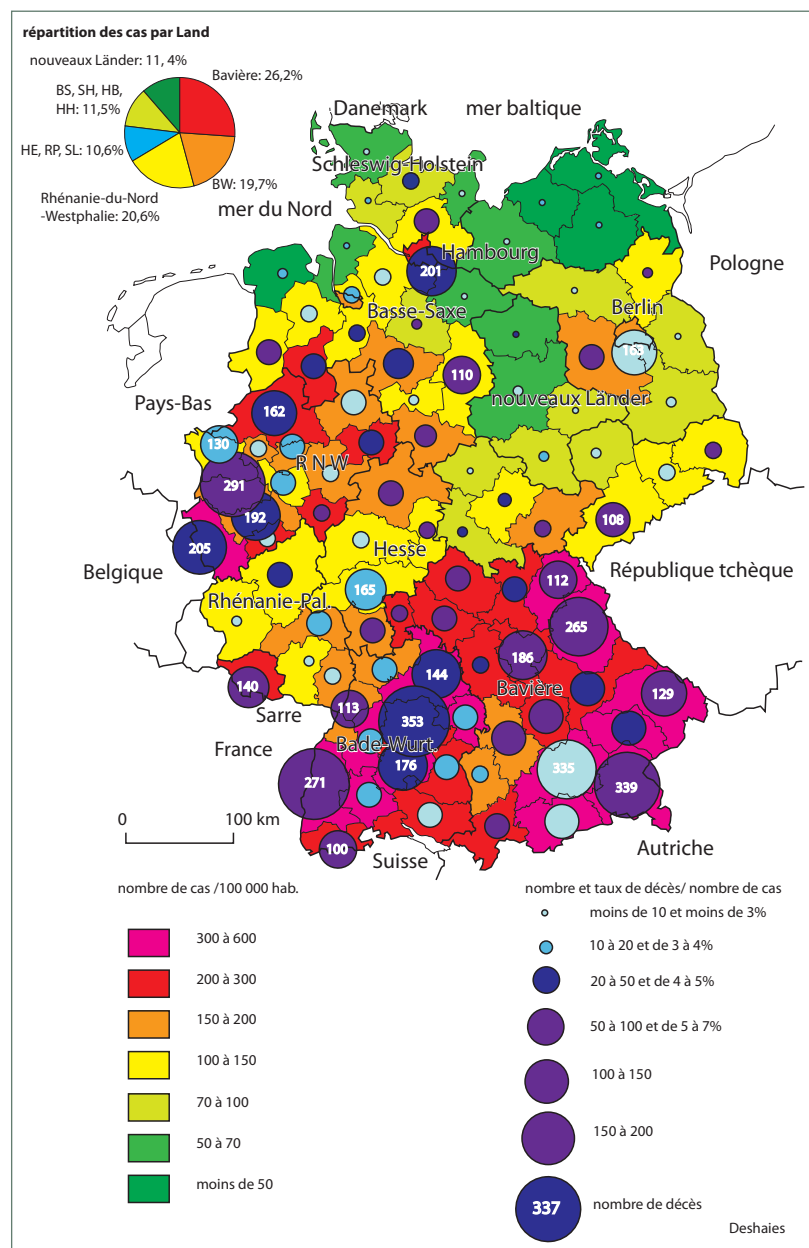 répartition des cas par Land
nouveaux Länder: 11, 4%
Bavière: 26,2%
BS, SH, HB,
HH: 11,5%
HE, RP, SL: 10,6%
BW: 19,7%
Rhénanie-du-Nord
-Westphalie: 20,6%
Danemark
mer baltique
Schleswig-Holstein
mer du Nord
Hambourg
201
Pologne
Berlin
Basse-Saxe
110
nouveaux Länder
Pays-Bas
162
130
R N W
291
192
108
205
Hesse
Belgique
République tchèque
112
165
Rhénanie-Pal.
265
186
144
140
129
Bavière
Sarre
113
353
France
Bade-Wurt.
176
335
271
339
0
100 km
100
Suisse
Autriche
nombre de cas /100 000 hab.
300 à 600
200 à 300
150 à 200
100 à 150
70 à 100
50 à 70
moins de 50
nombre et taux de décès/ nombre de cas
moins de 10 et moins de 3%
10 à 20 et de 3 à 4%
20 à 50 et de 4 à 5%
50 à 100 et de 5 à 7%
100 à 150
150 à 200
337
nombre de décès
Deshaies